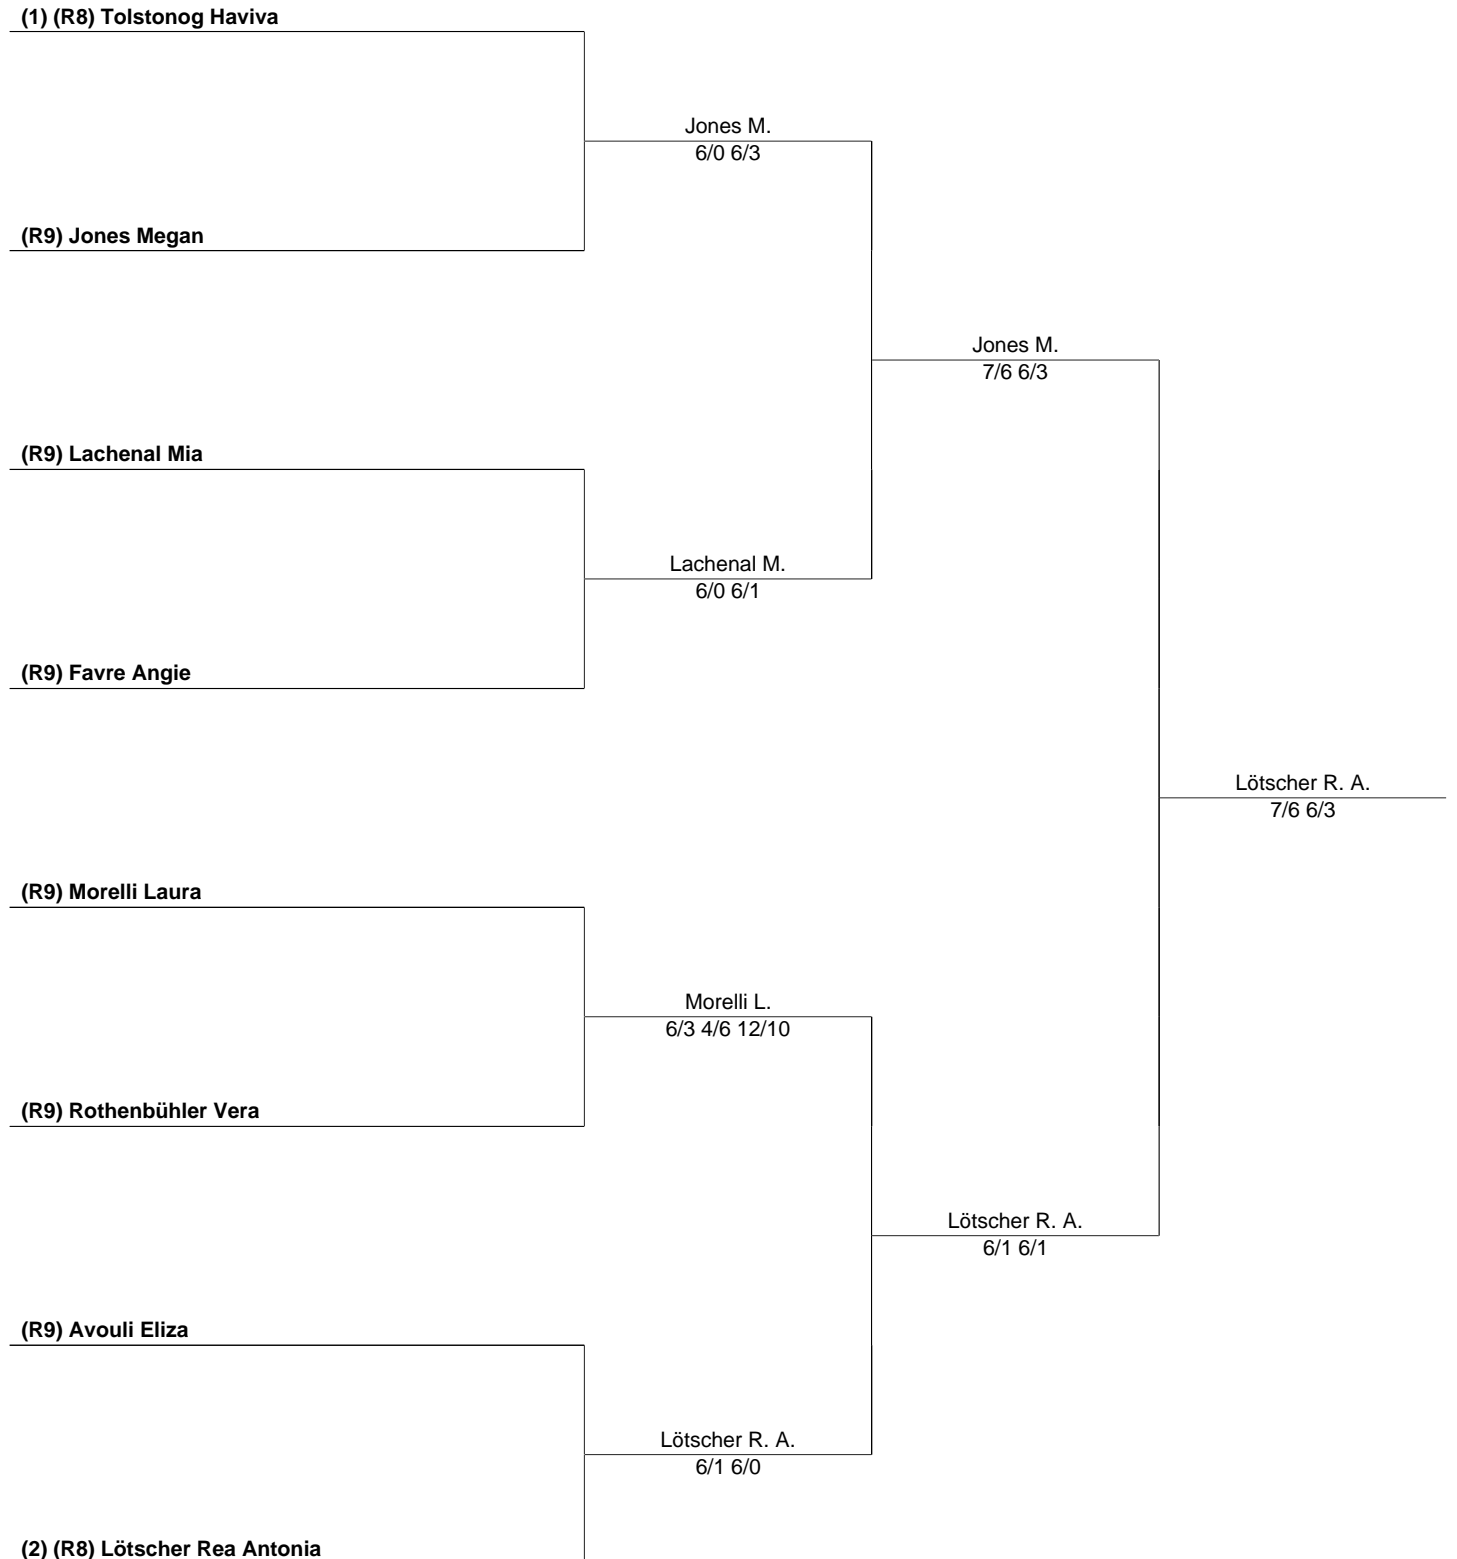 (1) (R8) Tolstonog Haviva
Jones M.
6/0 6/3
(R9) Jones Megan
Jones M.
7/6 6/3
(R9) Lachenal Mia
Lachenal M.
6/0 6/1
(R9) Favre Angie
Lötscher R. A.
7/6 6/3
(R9) Morelli Laura
Morelli L.
6/3 4/6 12/10
(R9) Rothenbühler Vera
Lötscher R. A.
6/1 6/1
(R9) Avouli Eliza
Lötscher R. A.
6/1 6/0
(2) (R8) Lötscher Rea Antonia